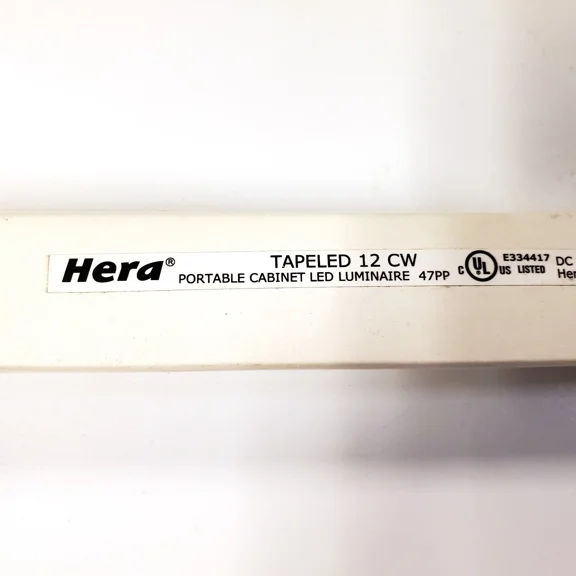 Hera®
TAPELED 12 CW
PORTABLE CABINET LED LUMINAIRE 47PP
C UL US LISTED
E334417
DC